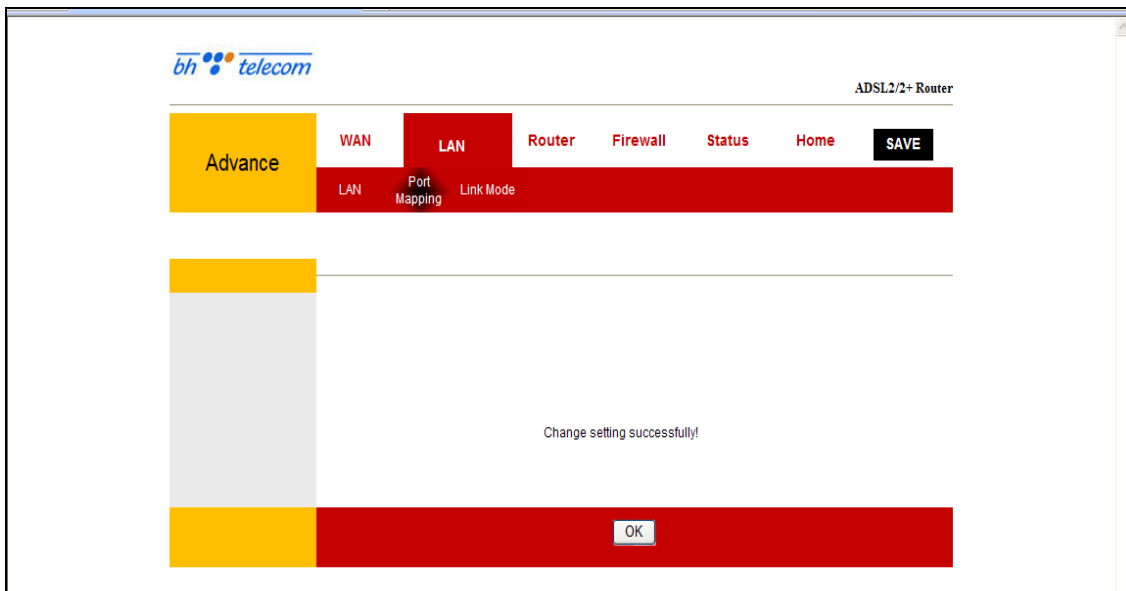 bh telecom
ADSL2/2+ Router
Advance
WAN LAN Router Firewall Status Home SAVE
LAN Port Mapping Link Mode
Change setting successfully!
OK